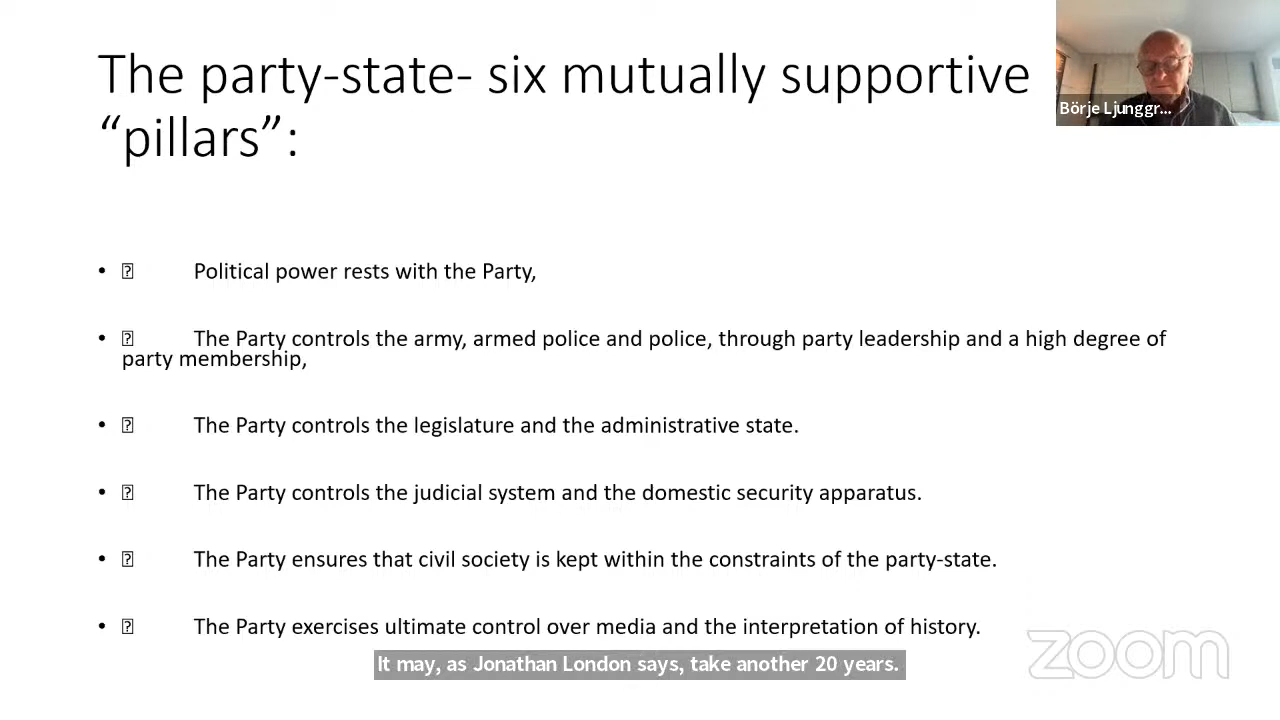 The party-state- six mutually supportive
“pillars”:
Börje Ljunggr...
• Political power rests with the Party,
• The Party controls the army, armed police and police, through party leadership and a high degree of
party membership,
• The Party controls the legislature and the administrative state.
• The Party controls the judicial system and the domestic security apparatus.
• The Party ensures that civil society is kept within the constraints of the party-state.
• The Party exercises ultimate control over media and the interpretation of history.
It may, as Jonathan London says, take another 20 years.
zoom